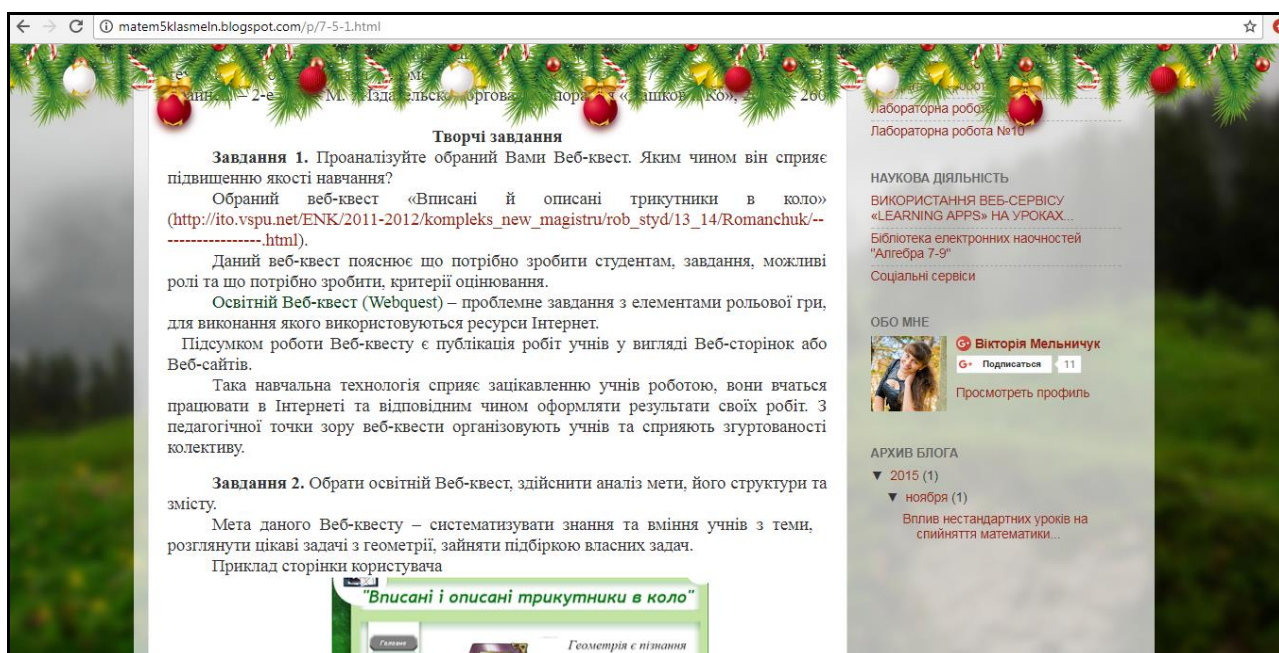 matem5klasmeln.blogspot.com/p/7-5-1.html
Творчі завдання
Завдання 1. Проаналізуйте обраний Вами Веб-квест. Яким чином він сприяє
підвищенню якості навчання?
Обраний веб-квест «Вписані й описані трикутники в коло»
(http://ito.vspu.net/ENK/2011-2012/kompleks_new_magistru/rob_styd/13_14/Romanchuk/--
-----------------.html).
Даний веб-квест пояснює що потрібно зробити студентам, завдання, можливі
ролі та що потрібно зробити, критерії оцінювання.
Освітній Веб-квест (Webquest) – проблемне завдання з елементами рольової гри,
для виконання якого використовуються ресурси Інтернет.
Підсумком роботи Веб-квесту є публікація робіт учнів у вигляді Веб-сторінок або
Веб-сайтів.
Така навчальна технологія сприяє зацікавленню учнів роботою, вони вчаться
працювати в Інтернеті та відповідним чином оформляти результати своїх робіт. З
педагогічної точки зору веб-квести організовують учнів та сприяють згуртованості
колективу.
Завдання 2. Обрати освітній Веб-квест, здійснити аналіз мети, його структури та
змісту.
Мета даного Веб-квесту – систематизувати знання та вміння учнів з теми,
розглянути цікаві задачі з геометрії, зайняти підбіркою власних задач.
Приклад сторінки користувача
"Вписані і описані трикутники в коло"
Головне
Геометрія є пізнання
Лабораторна
Лабораторна робота №10
НАУКОВА ДІЯЛЬНІСТЬ
ВИКОРИСТАННЯ ВЕБ-СЕРВІСУ
«LEARNING APPS» НА УРОКАХ...
Бібліотека електронних наочностей
"Алгебра 7-9"
Соціальні сервіси
ОБО МНЕ
Вікторія Мельничук
G+ Подписаться 11
Просмотреть профиль
АРХИВ БЛОГА
▼ 2015 (1)
▼ ноября (1)
Вплив нестандартних уроків на
спийняття математики...